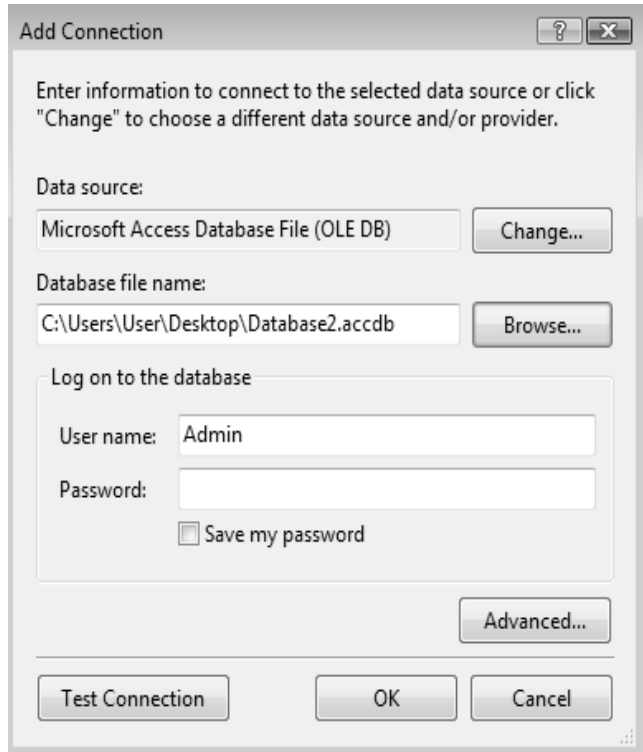 Add Connection
?
Enter information to connect to the selected data source or click
"Change" to choose a different data source and/or provider.
Data source:
Microsoft Access Database File (OLE DB)
Change...
Database file name:
C:\Users\User\Desktop\Database2.accdb
Browse...
Log on to the database
User name:
Admin
Password:
Save my password
Advanced...
Test Connection
OK
Cancel